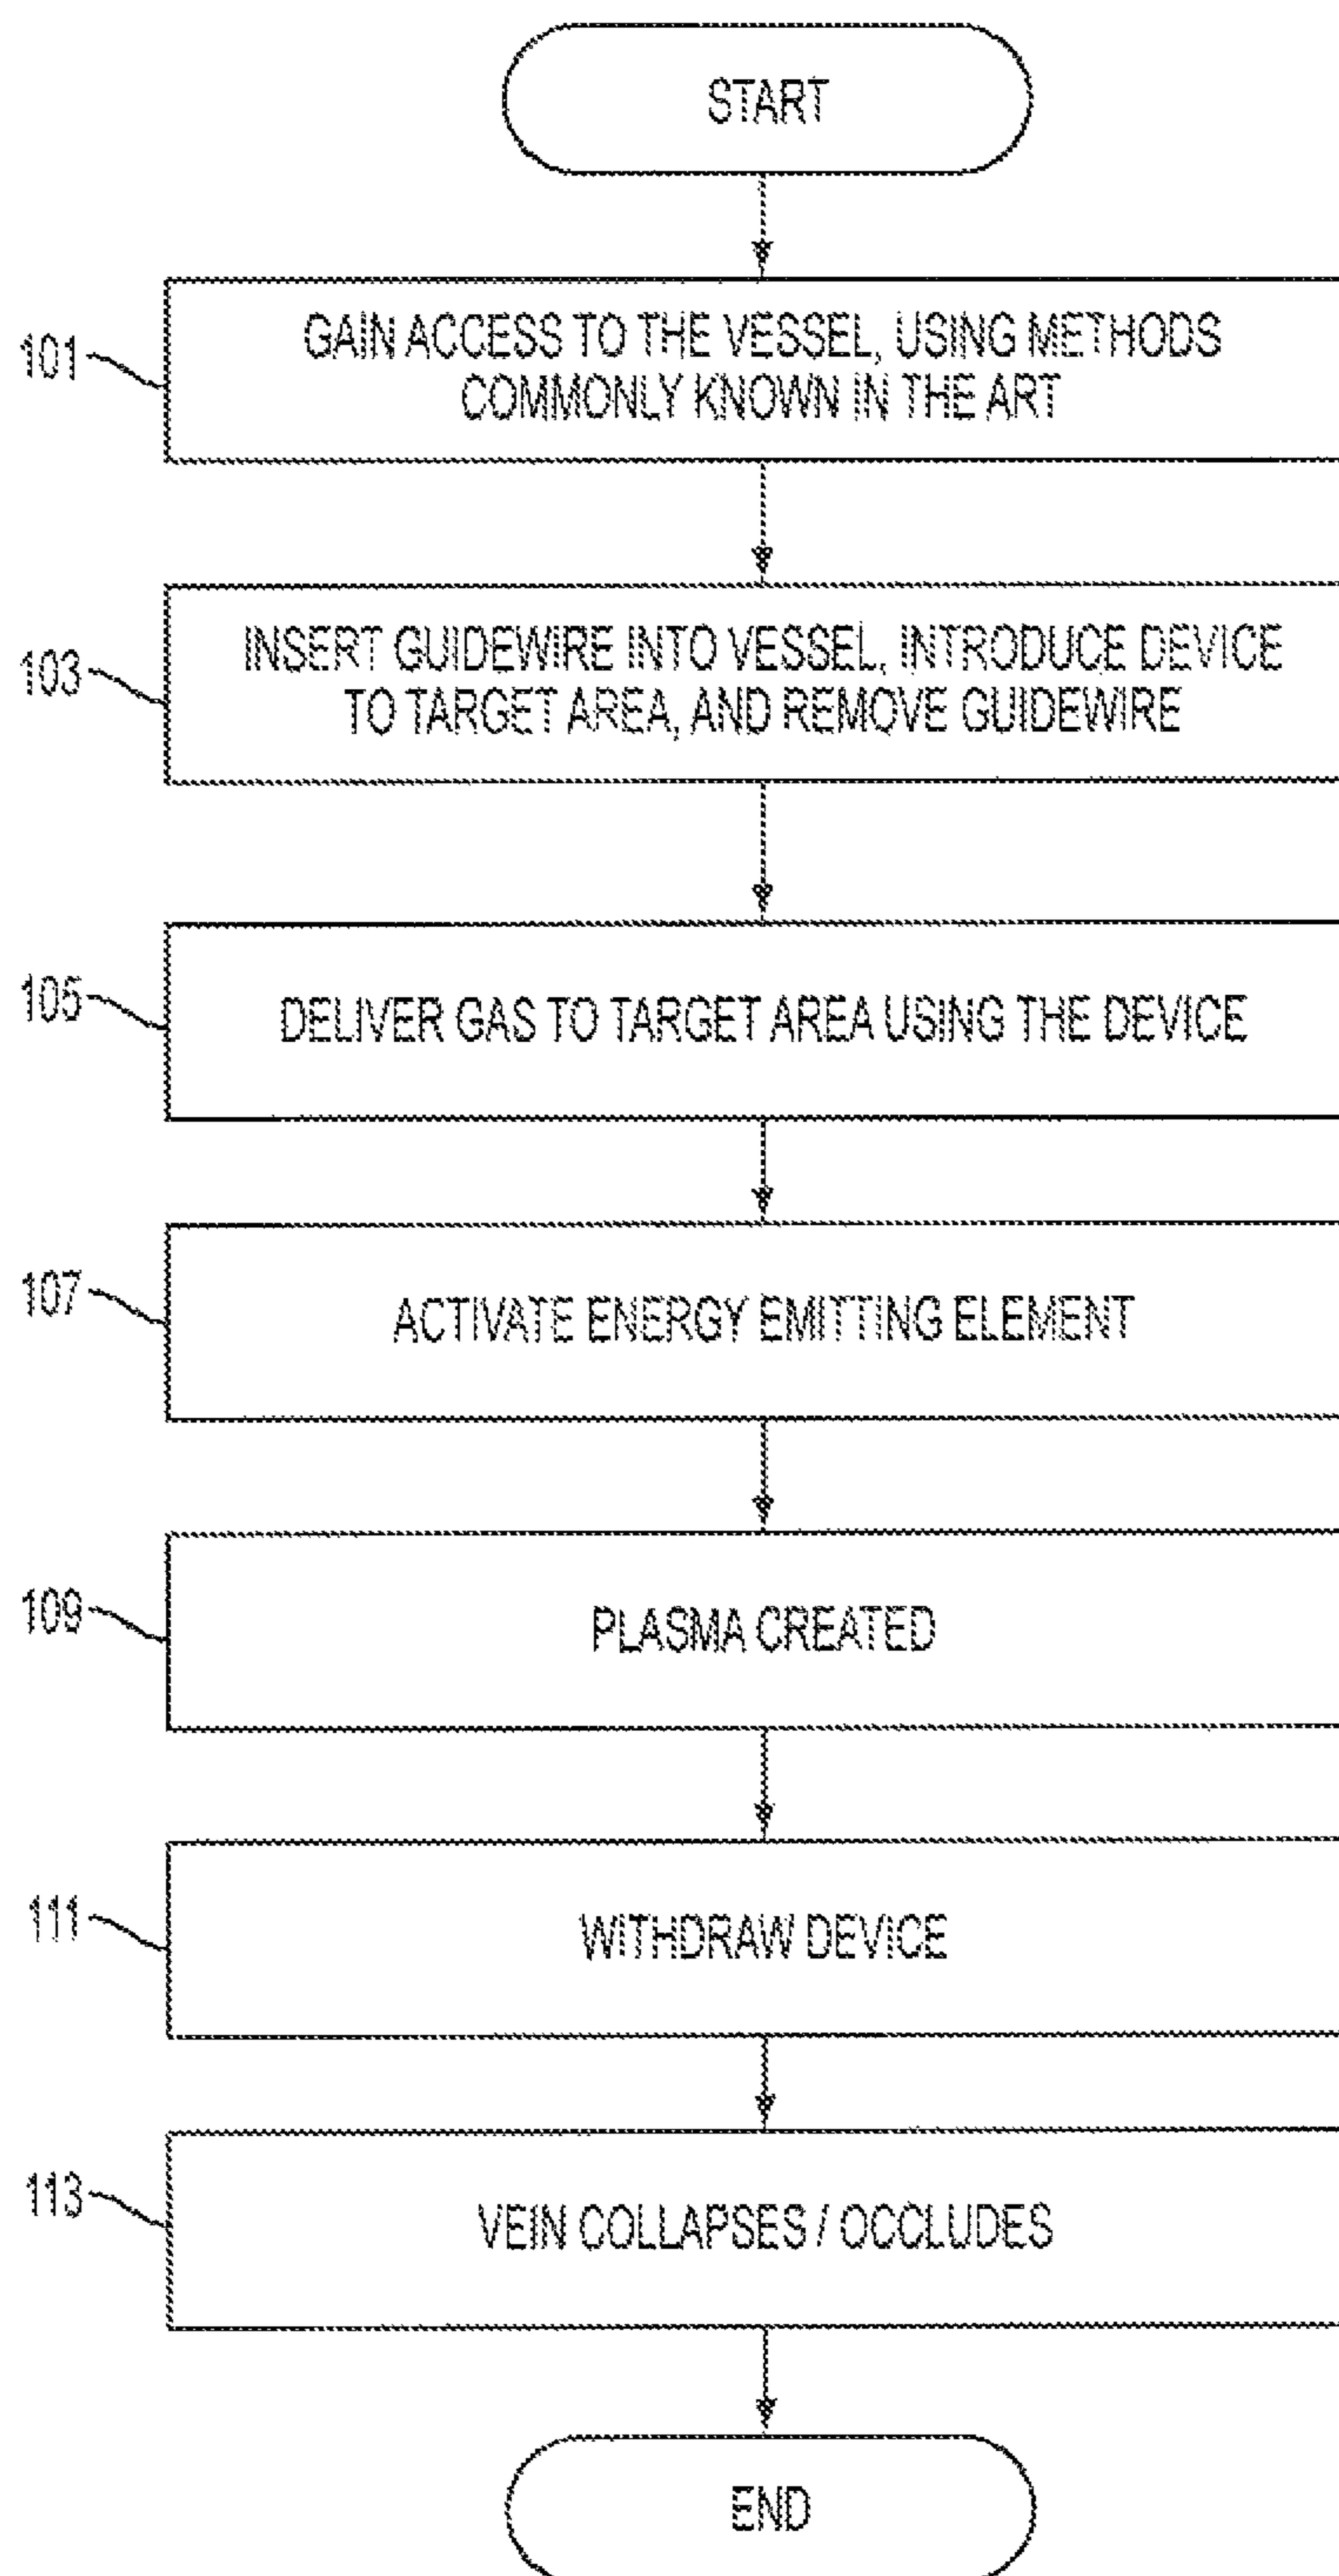 START
101
GAIN ACCESS TO THE VESSEL, USING METHODS
COMMONLY KNOWN IN THE ART
103
INSERT GUIDEWIRE INTO VESSEL, INTRODUCE DEVICE
TO TARGET AREA, AND REMOVE GUIDEWIRE
105
DELIVER GAS TO TARGET AREA USING THE DEVICE
107
ACTIVATE ENERGY EMITTING ELEMENT
109
PLASMA CREATED
111
WITHDRAW DEVICE
113
VEIN COLLAPSES / OCCLUDES
END